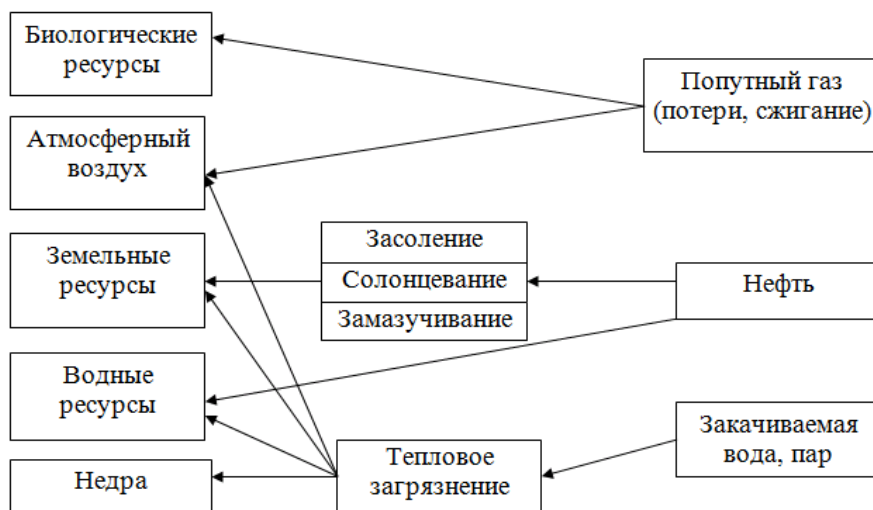 Биологические
ресурсы
Попутный газ
(потери, сжигание)
Атмосферный
воздух
Засоление
Земельные
ресурсы
Солонцевание
Нефть
Замазучивание
Водные
ресурсы
Закачиваемая
вода, пар
Тепловое
загрязнение
Недра